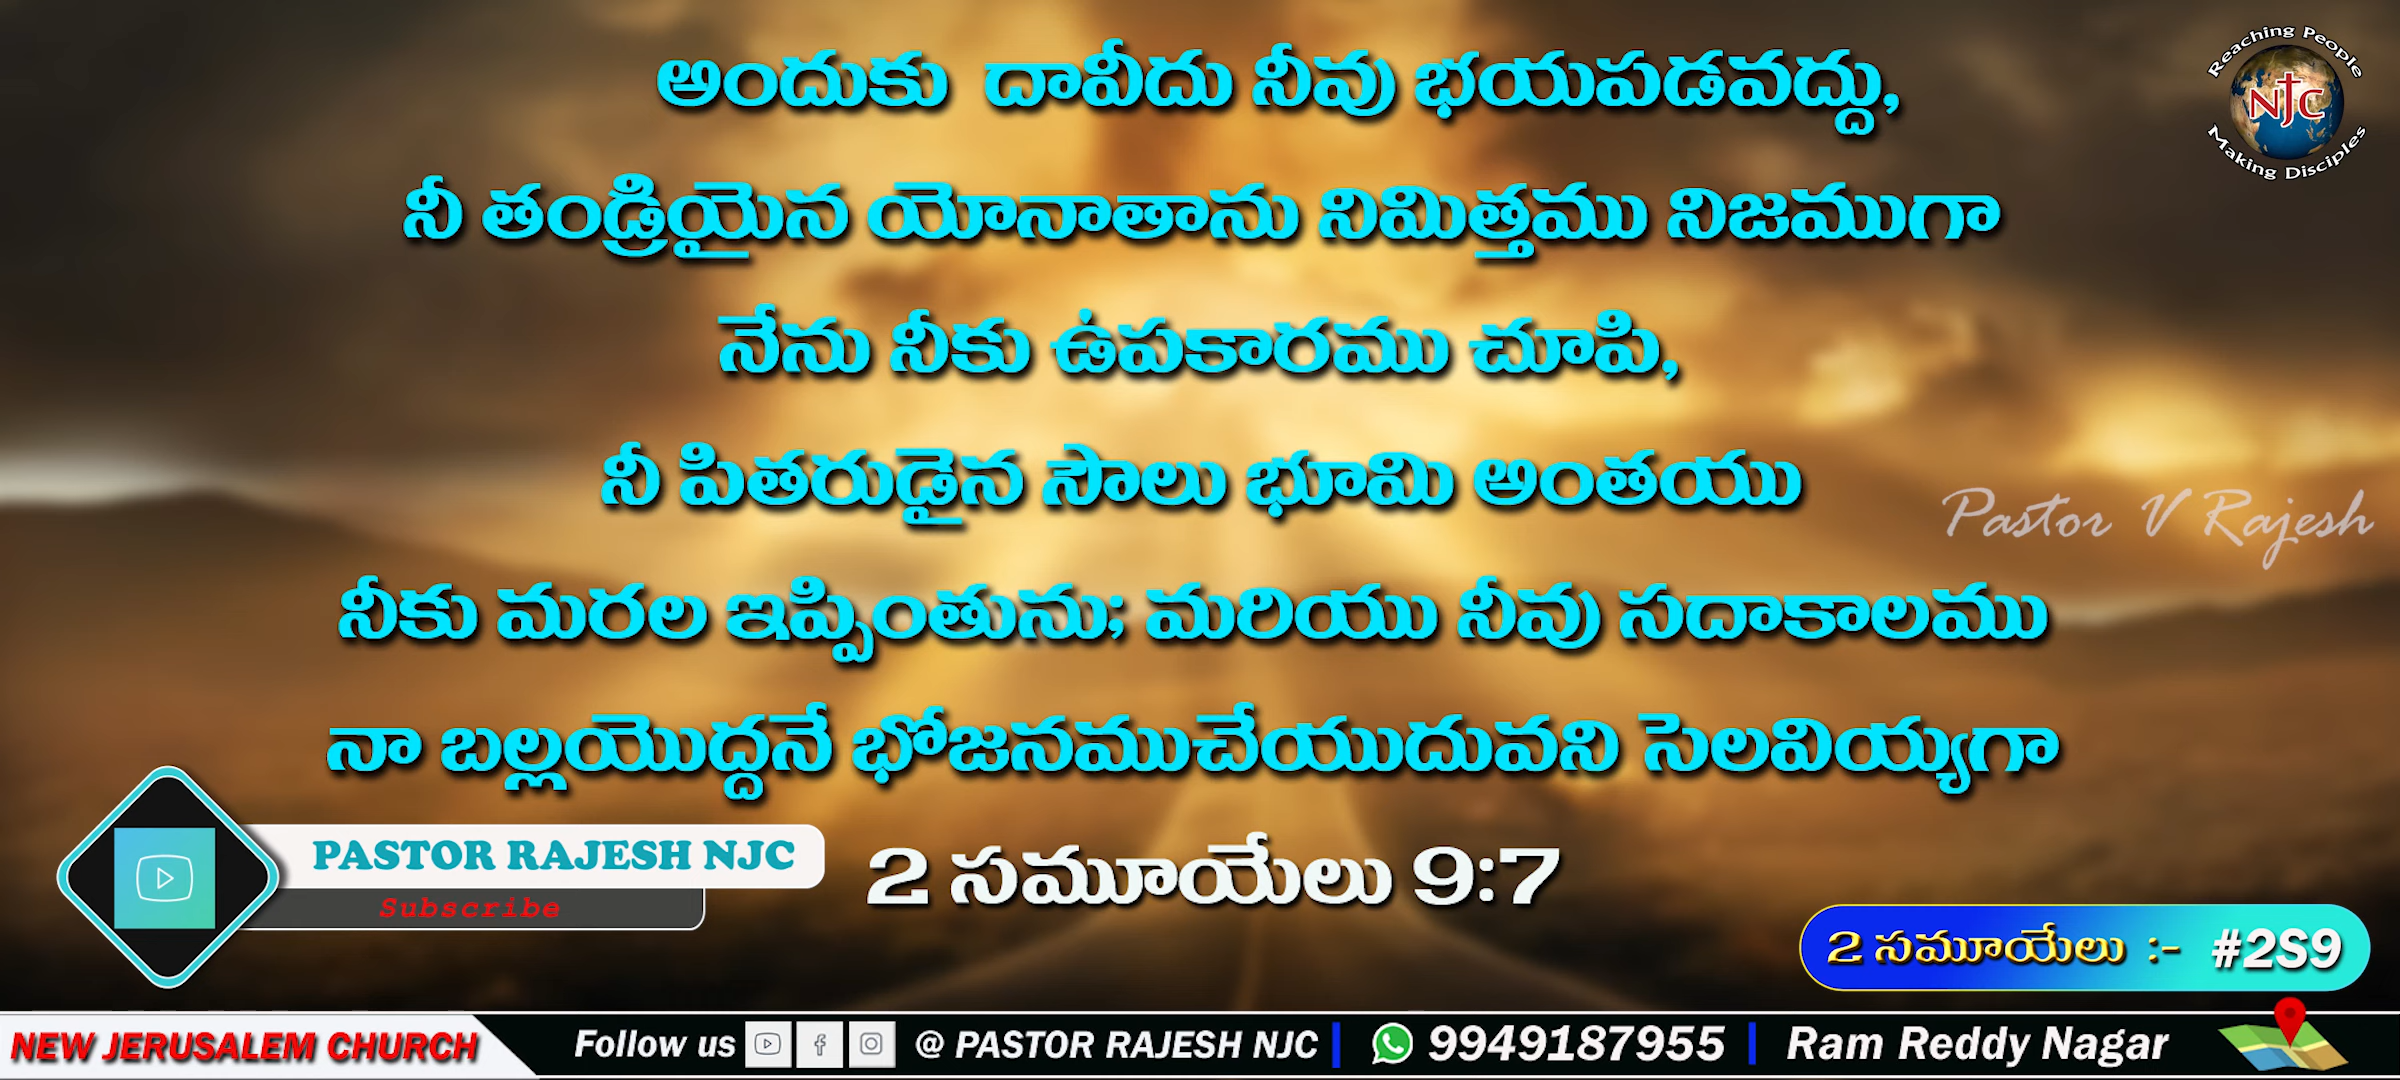 అందుకు దావీదు నీవు భయపడవద్దు,
నీ తండ్రియైన యోనాతాను నిమిత్తము నిజముగా
నేను నీకు ఉపకారము చూపి,
నీ పితరుడైన సౌలు భూమి అంతయు
నీకు మరల ఇప్పింతును; మరియు నీవు సదాకాలము
నా బల్లయొద్దనే భోజనముచేయుదువని సెలవియ్యగా
2 సమూయేలు 9:7
Reaching People
NJC
Making Disciples
Pastor V Rajesh
PASTOR RAJESH NJC
Subscribe
2 సమూయేలు :- #2S9
NEW JERUSALEM CHURCH Follow us @ PASTOR RAJESH NJC | 9949187955 | Ram Reddy Nagar